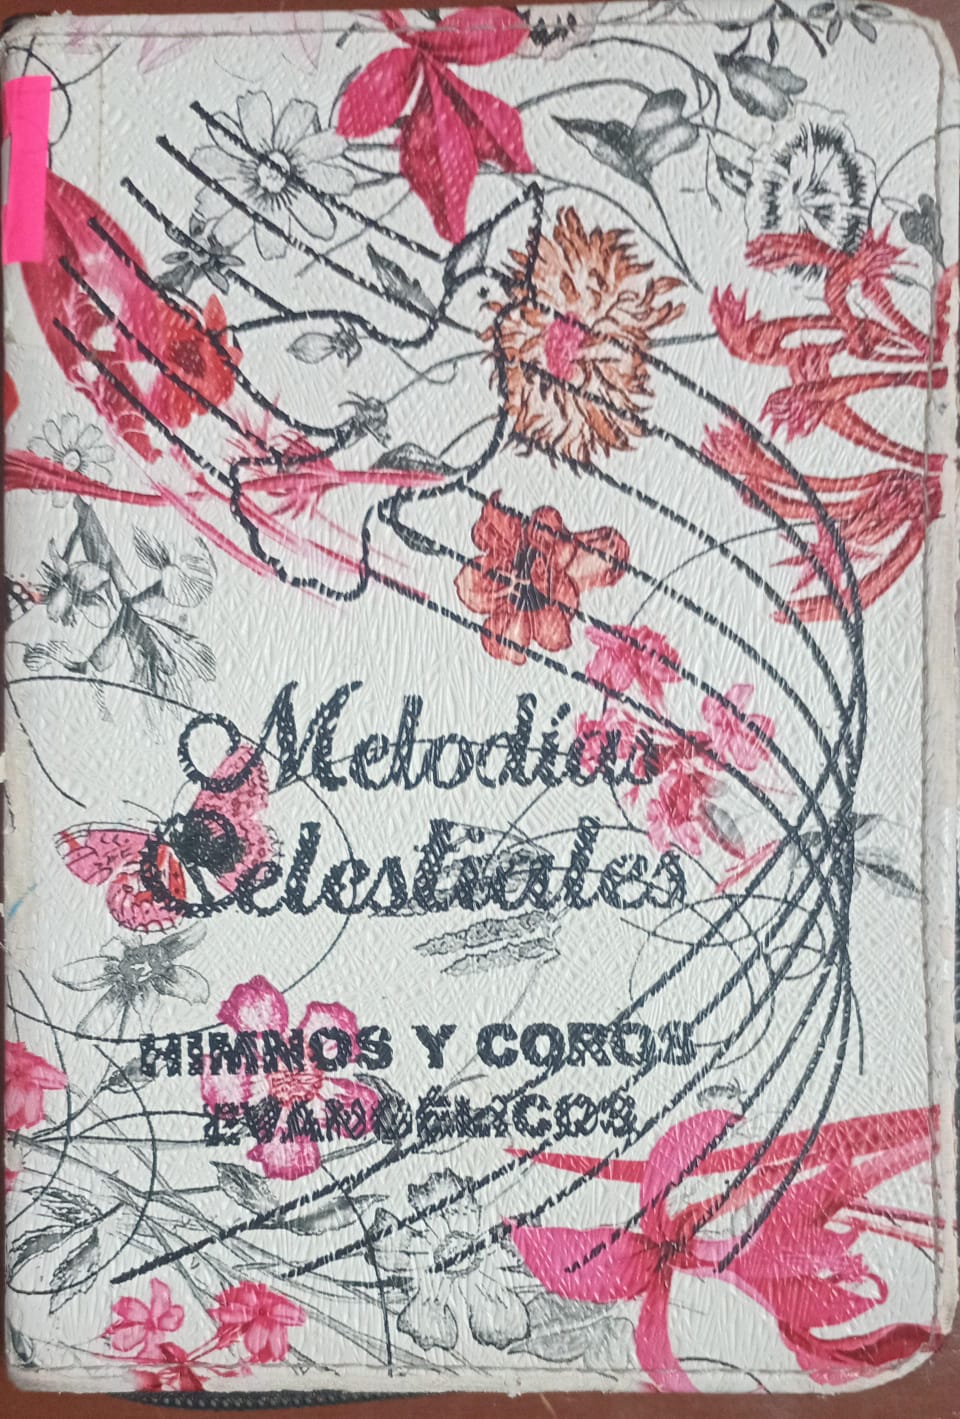 Melodías
Celestiales
HIMNOS Y COROS
EVANGÉLICOS